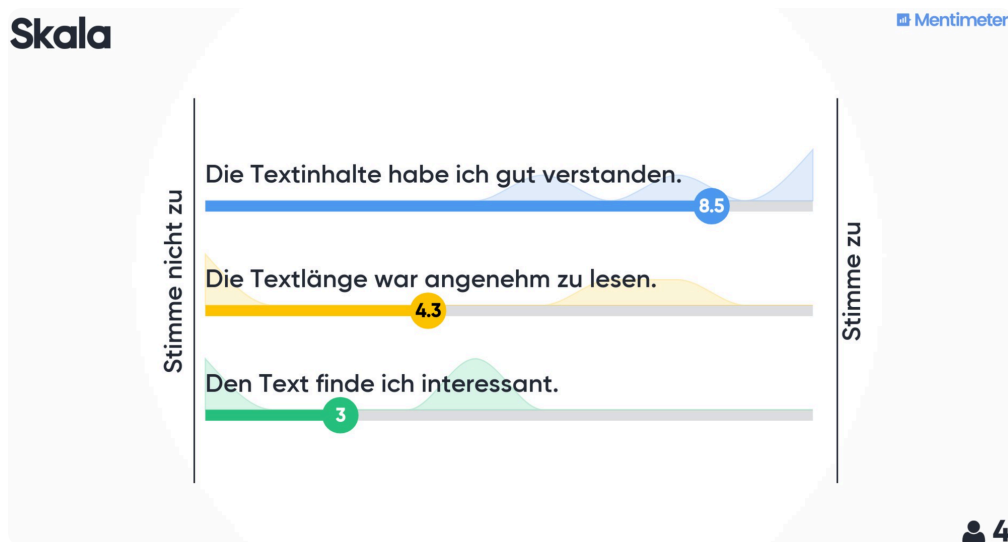 Skala
Mentimeter
Stimme nicht zu
Die Textinhalte habe ich gut verstanden.
8.5
Die Textlänge war angenehm zu lesen.
4.3
Den Text finde ich interessant.
3
Stimme zu
4